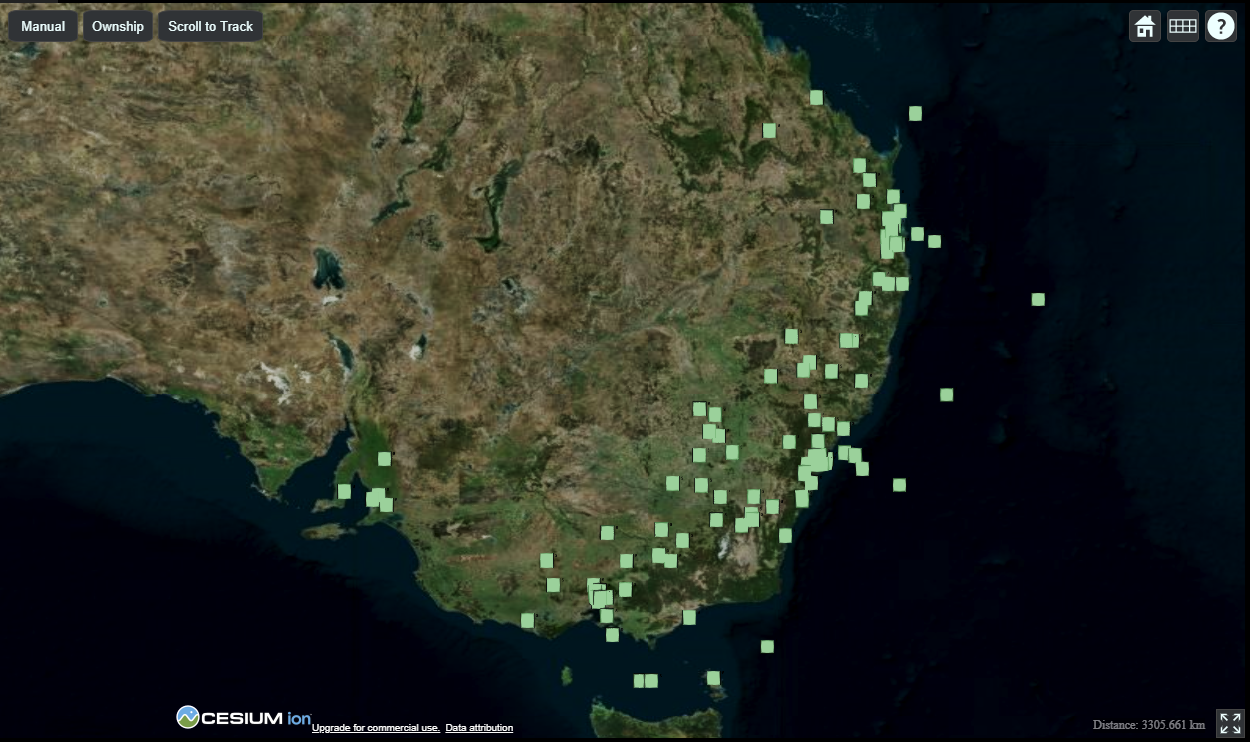 Manual
Ownship
Scroll to Track
?
CESIUM ion
Upgrade for commercial use. Data attribution
Distance: 3305.661 km